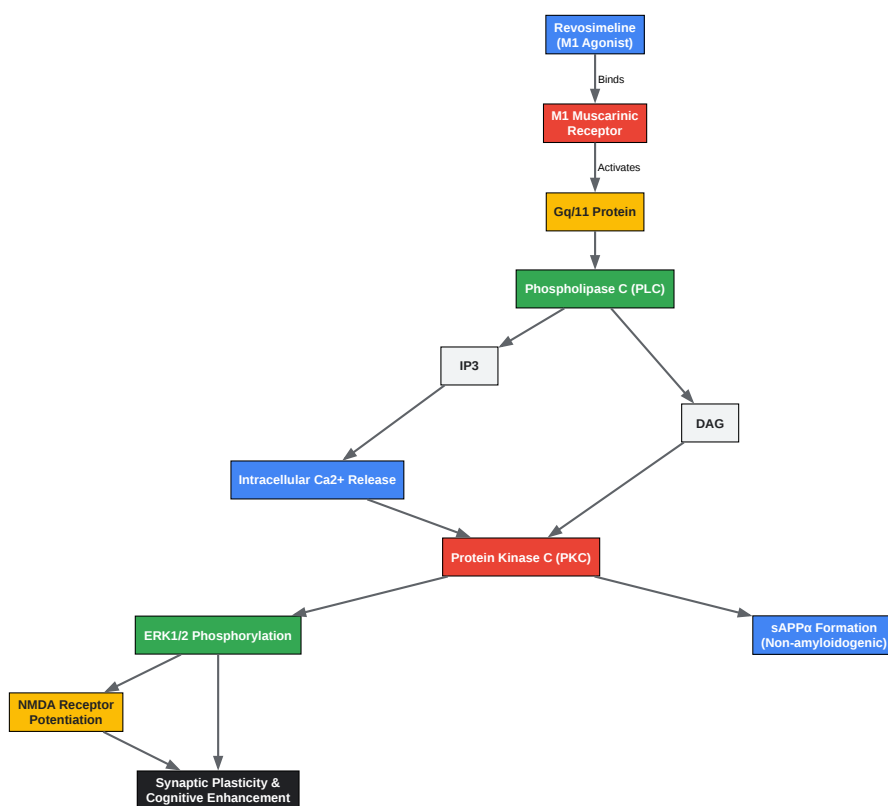 Revosimeline
(M1 Agonist)
Binds
M1 Muscarinic
Receptor
Activates
Gq/11 Protein
Phospholipase C (PLC)
IP3
DAG
Intracellular Ca2+ Release
Protein Kinase C (PKC)
ERK1/2 Phosphorylation
sAPPα Formation
(Non-amyloidogenic)
NMDA Receptor
Potentiation
Synaptic Plasticity &
Cognitive Enhancement